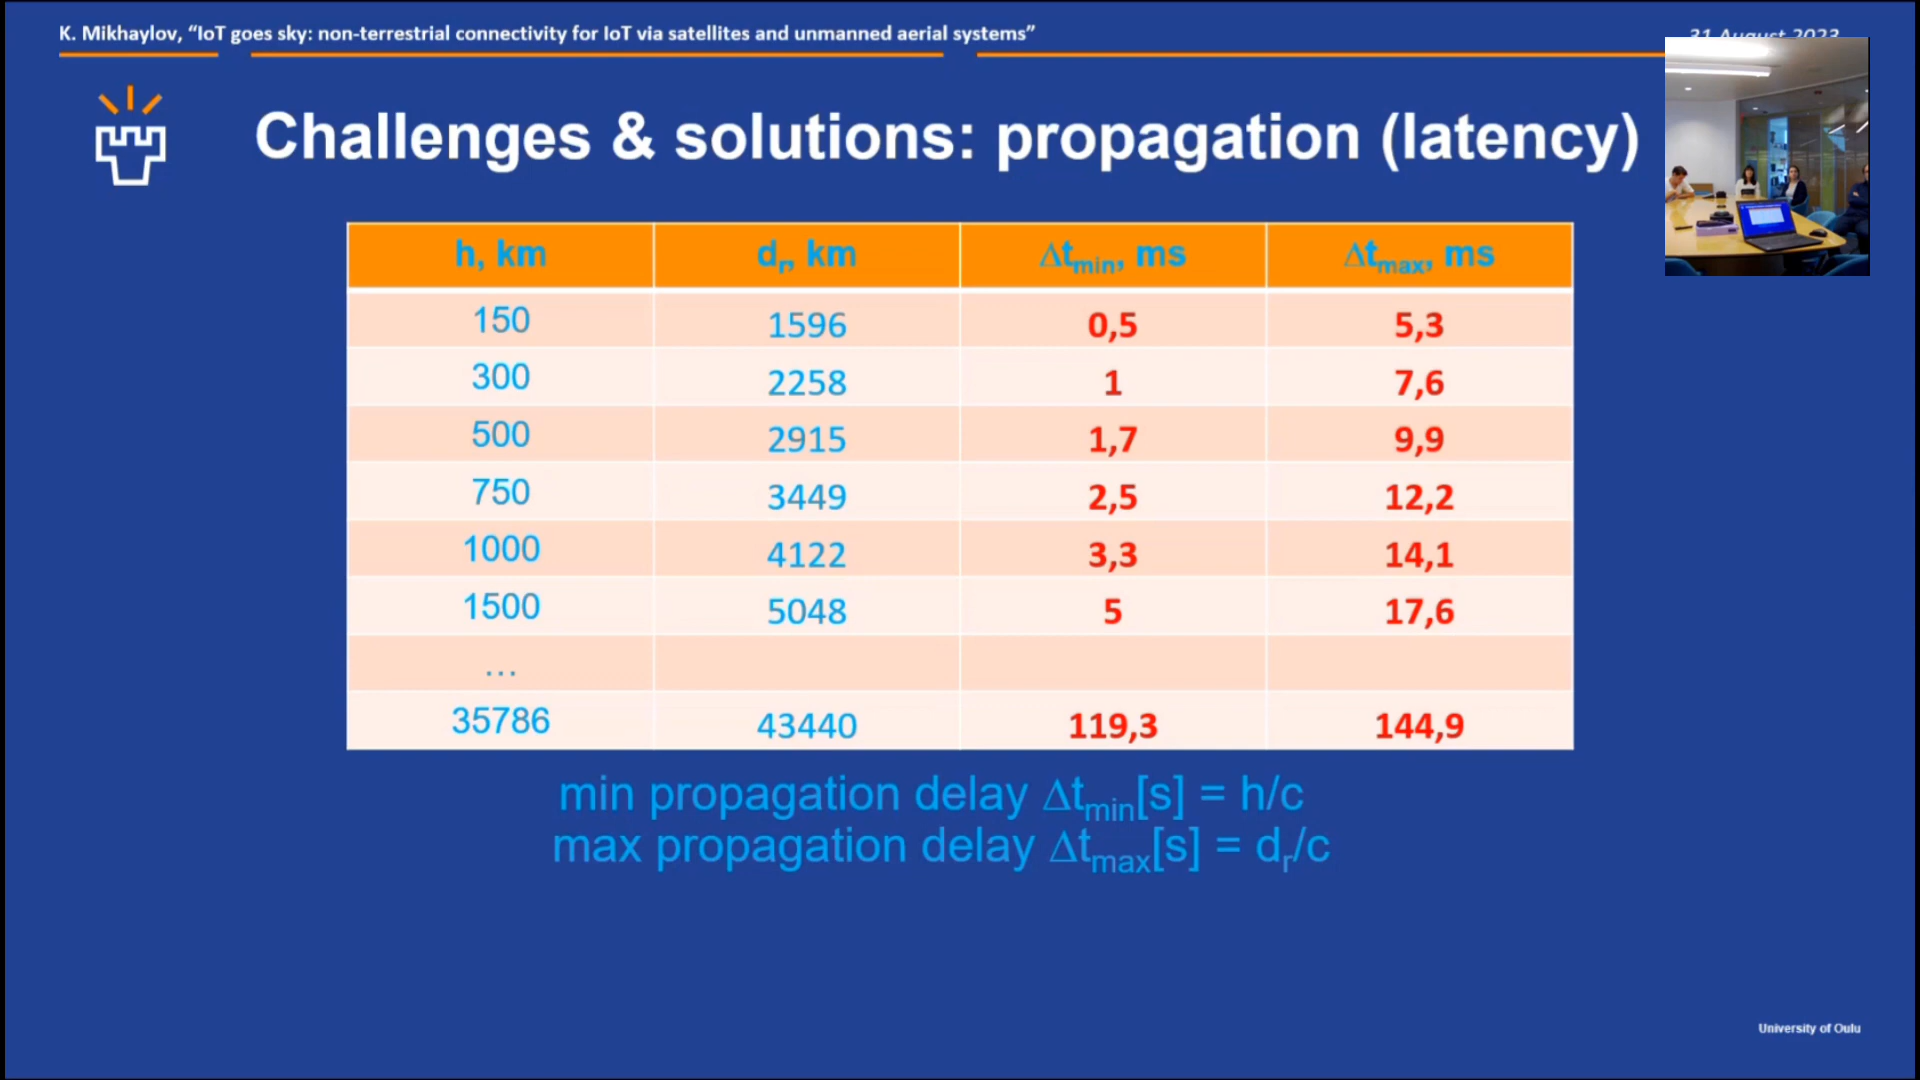 K. Mikhaylov, “IoT goes sky: non-terrestrial connectivity for IoT via satellites and unmanned aerial systems”
31 August 2023
Challenges & solutions: propagation (latency)
h, km dr, km Δtmin, ms Δtmax, ms
150 1596 0,5 5,3
300 2258 1 7,6
500 2915 1,7 9,9
750 3449 2,5 12,2
1000 4122 3,3 14,1
1500 5048 5 17,6
…
35786 43440 119,3 144,9
min propagation delay Δtmin[s] = h/c
max propagation delay Δtmax[s] = dr/c
University of Oulu